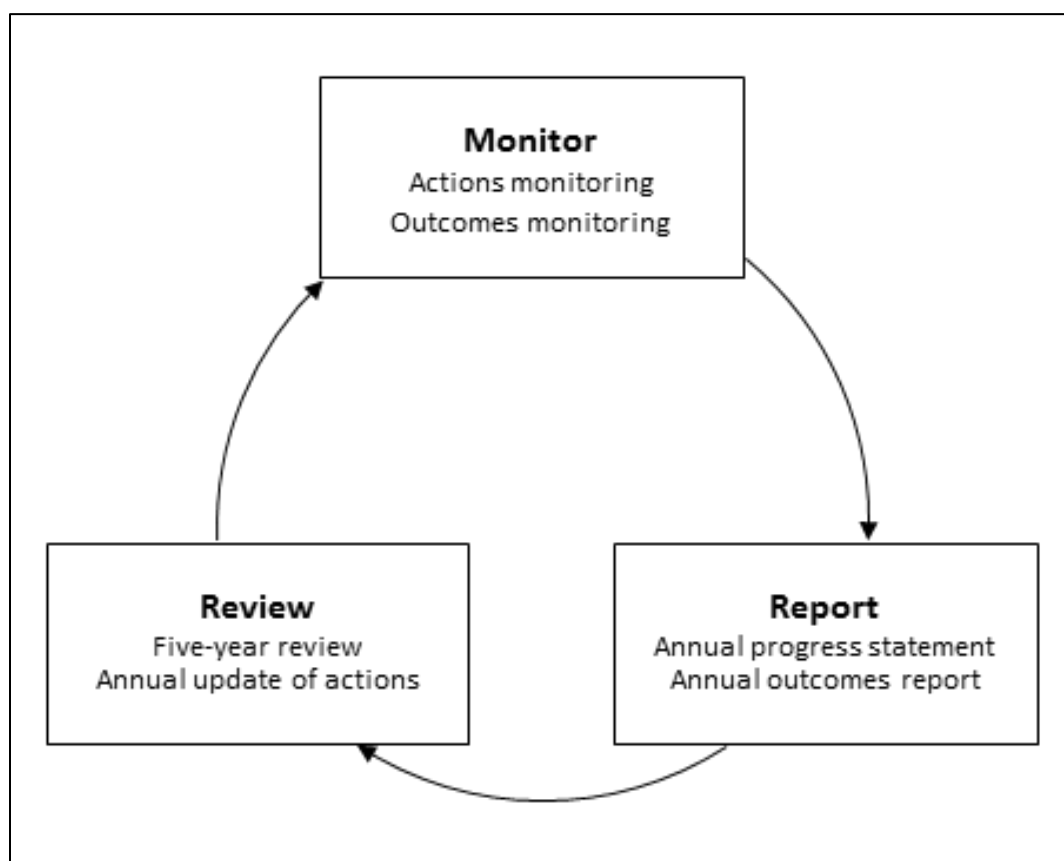 Monitor
Actions monitoring
Outcomes monitoring
Review
Five-year review
Annual update of actions
Report
Annual progress statement
Annual outcomes report